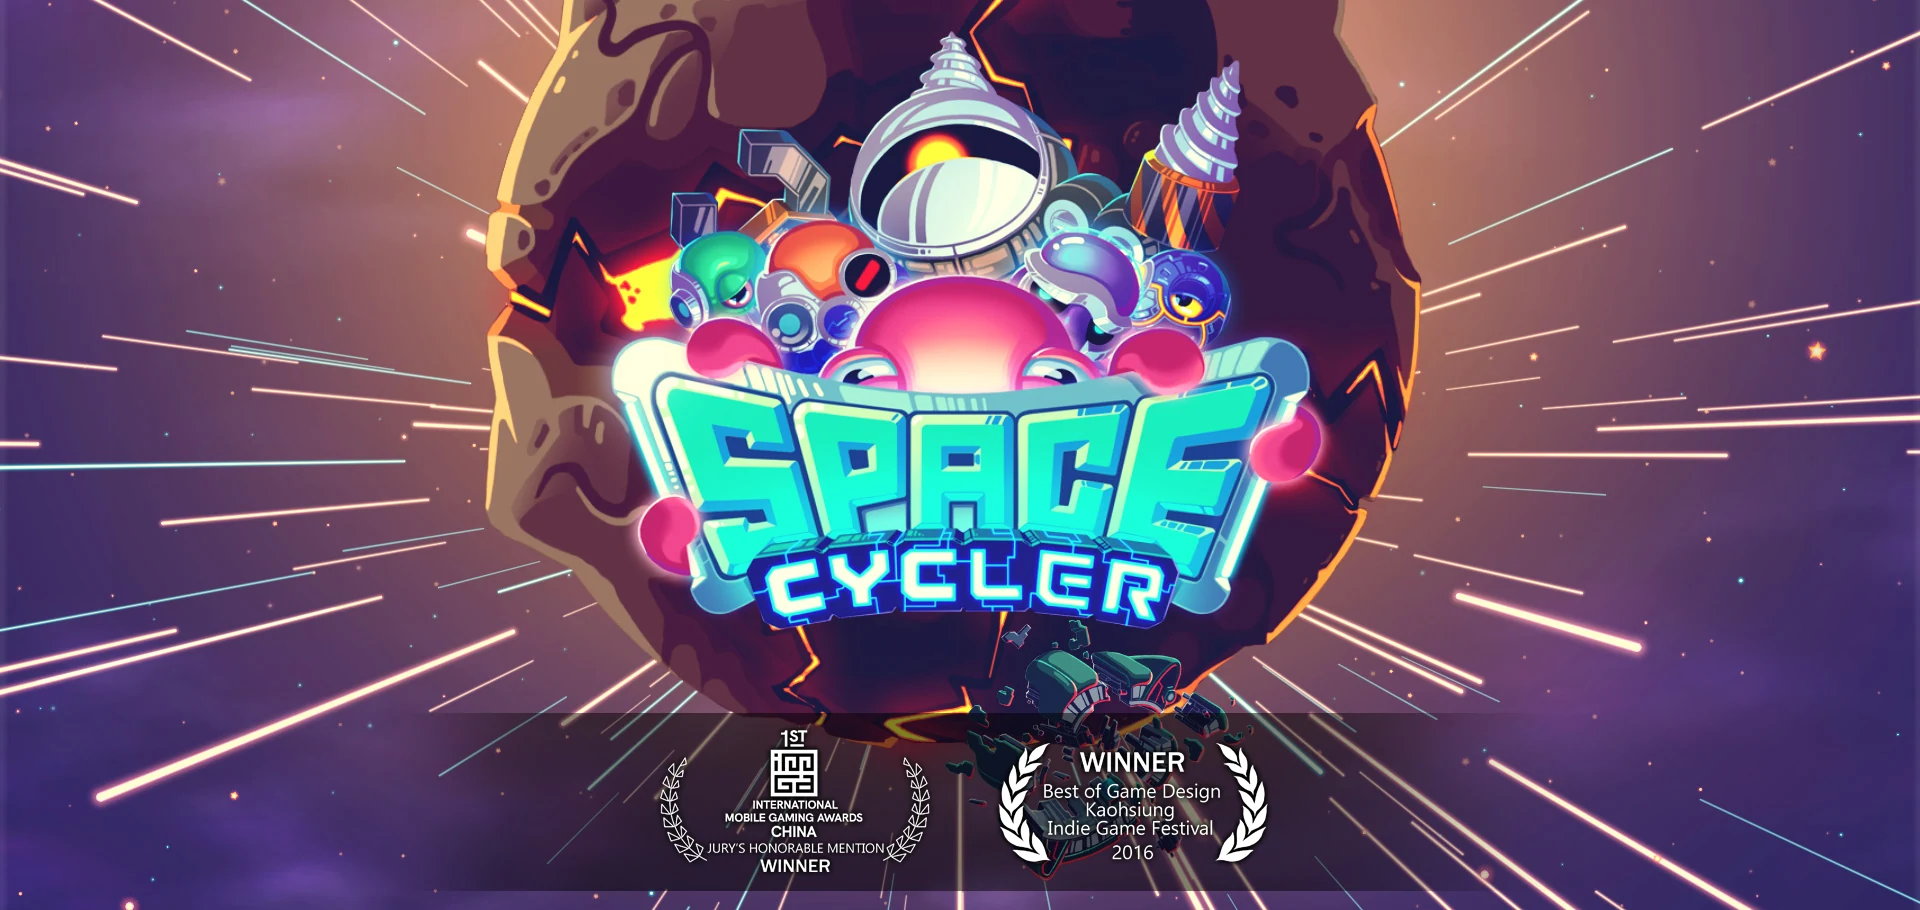 SPACE
CYCLER
1ST
imga
INTERNATIONAL
MOBILE GAMING AWARDS
CHINA
JURY'S HONORABLE MENTION
WINNER
WINNER
Best of Game Design
Kaohsiung
Indie Game Festival
2016